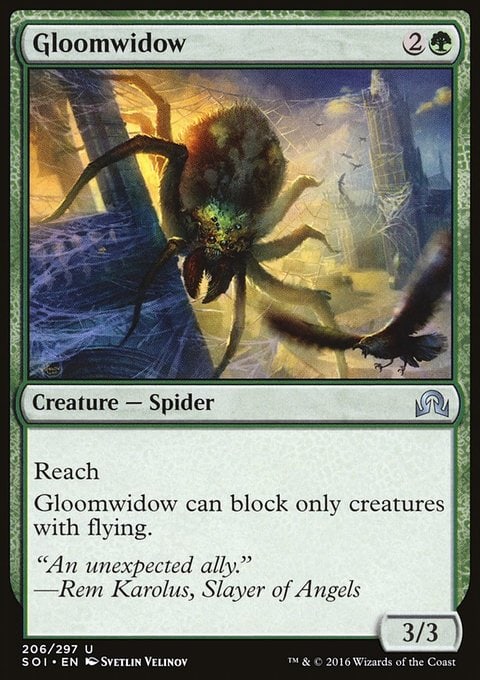 Gloomwidow 2
Creature — Spider
Reach
Gloomwidow can block only creatures
with flying.
“An unexpected ally.”
—Rem Karolus, Slayer of Angels
3/3
206/297 U
SOI • EN Svetlin Velinov
™ & © 2016 Wizards of the Coast